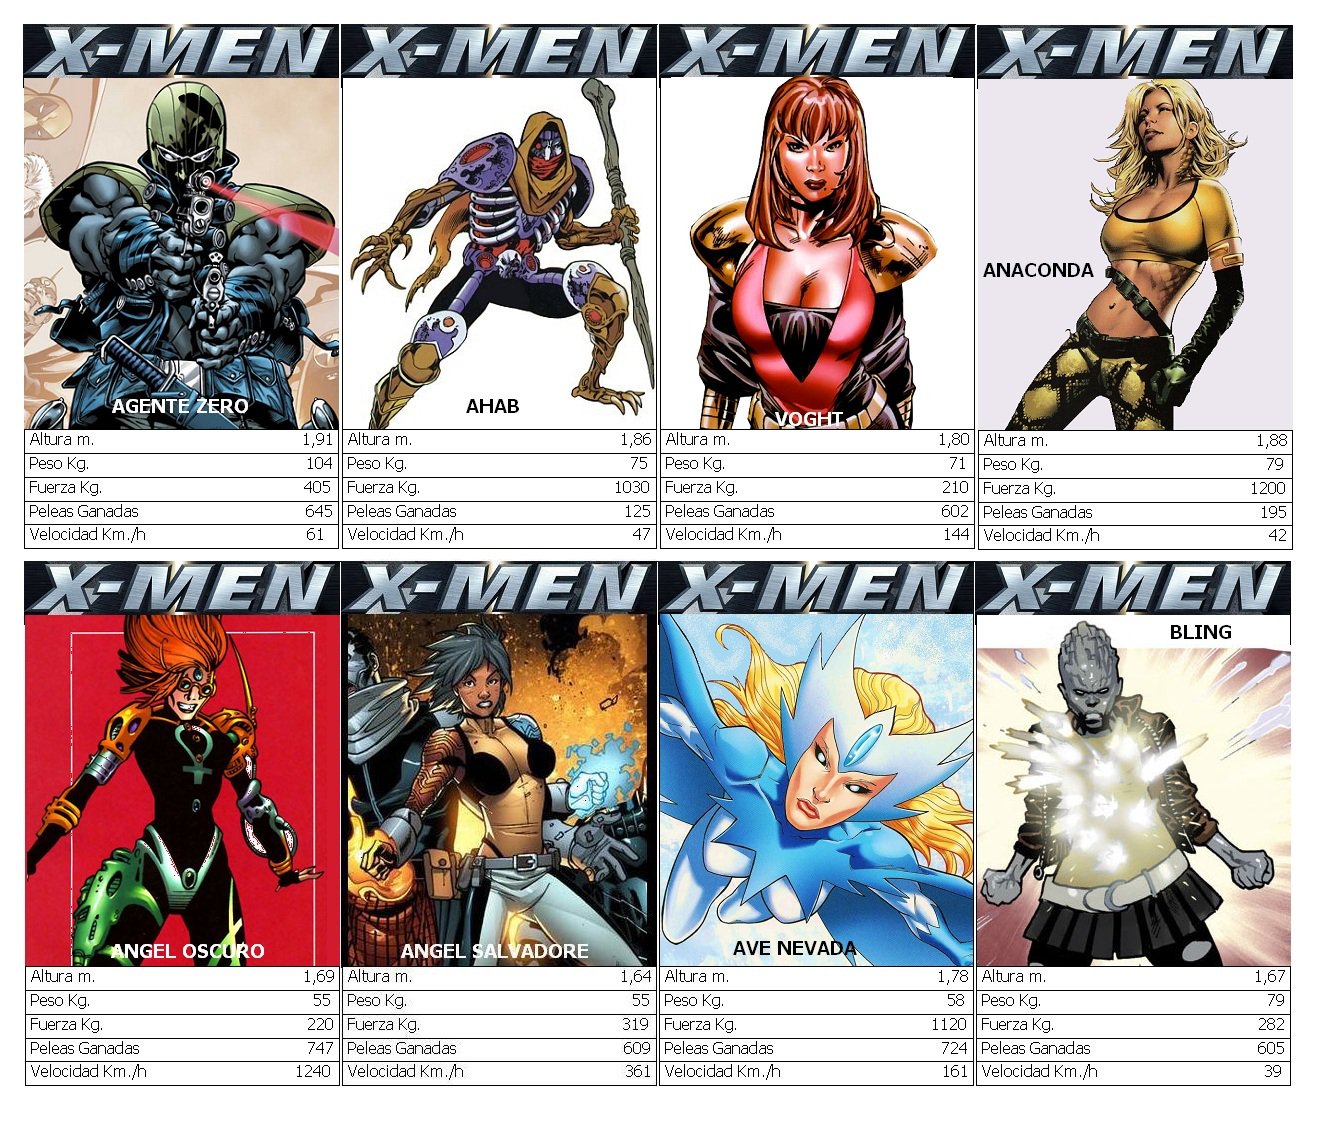 X-MEN
X-MEN
X-MEN
X-MEN
AGENTE ZERO
Altura m. 1,91
Peso Kg. 104
Fuerza Kg. 405
Peleas Ganadas 645
Velocidad Km./h 61
AHAB
Altura m. 1,86
Peso Kg. 75
Fuerza Kg. 1030
Peleas Ganadas 125
Velocidad Km./h 47
VOGHT
Altura m. 1,80
Peso Kg. 71
Fuerza Kg. 210
Peleas Ganadas 602
Velocidad Km./h 144
ANACONDA
Altura m. 1,88
Peso Kg. 79
Fuerza Kg. 1200
Peleas Ganadas 195
Velocidad Km./h 42
X-MEN
X-MEN
X-MEN
X-MEN
ANGEL OSCURO
Altura m. 1,69
Peso Kg. 55
Fuerza Kg. 220
Peleas Ganadas 747
Velocidad Km./h 1240
ANGEL SALVADORE
Altura m. 1,64
Peso Kg. 55
Fuerza Kg. 319
Peleas Ganadas 609
Velocidad Km./h 361
AVE NEVADA
Altura m. 1,78
Peso Kg. 58
Fuerza Kg. 1120
Peleas Ganadas 724
Velocidad Km./h 161
BLING
Altura m. 1,67
Peso Kg. 79
Fuerza Kg. 282
Peleas Ganadas 605
Velocidad Km./h 39